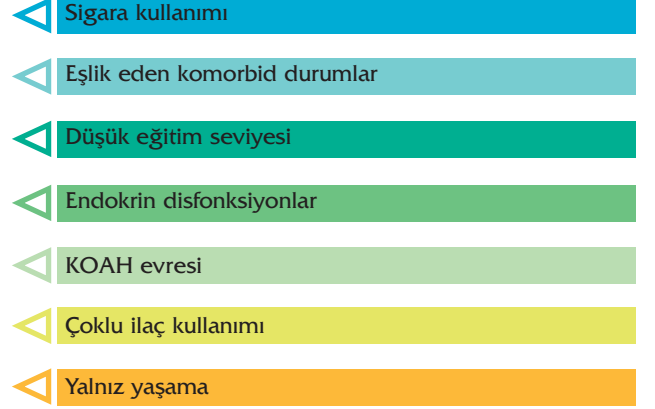 Sigara kullanımı
Eşlik eden komorbid durumlar
Düşük eğitim seviyesi
Endokrin disfonksiyonlar
KOAH evresi
Çoklu ilaç kullanımı
Yalnız yaşama